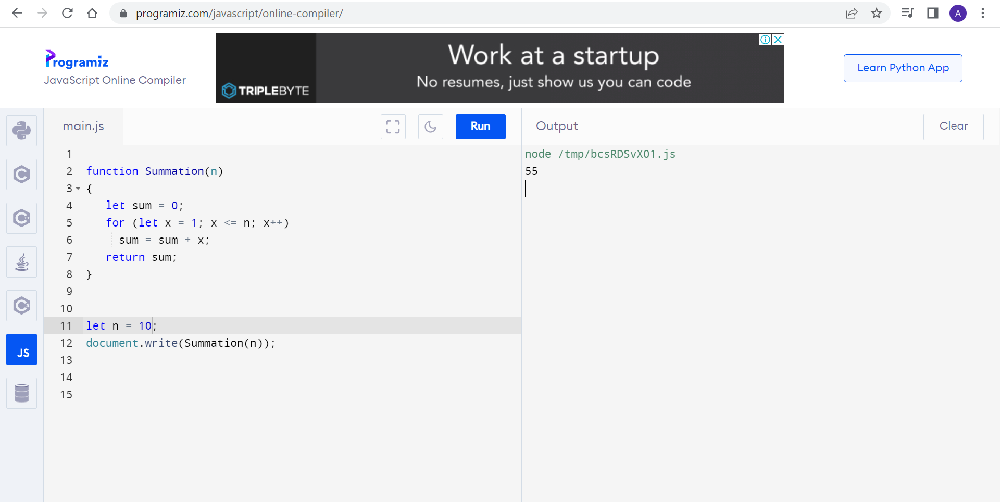 programiz.com/javascript/online-compiler/
A
Programiz
JavaScript Online Compiler
TRIPLEBYTE
Work at a startup
No resumes, just show us you can code
Learn Python App
main.js
Run
Output
Clear
1
2 function Summation(n)
3 {
4 let sum = 0;
5 for (let x = 1; x <= n; x++)
6 sum = sum + x;
7 return sum;
8 }
9
10
11 let n = 10;
12 document.write(Summation(n));
13
14
15
node /tmp/bcsRDSvXO1.js
55
C
C++
C#
JS